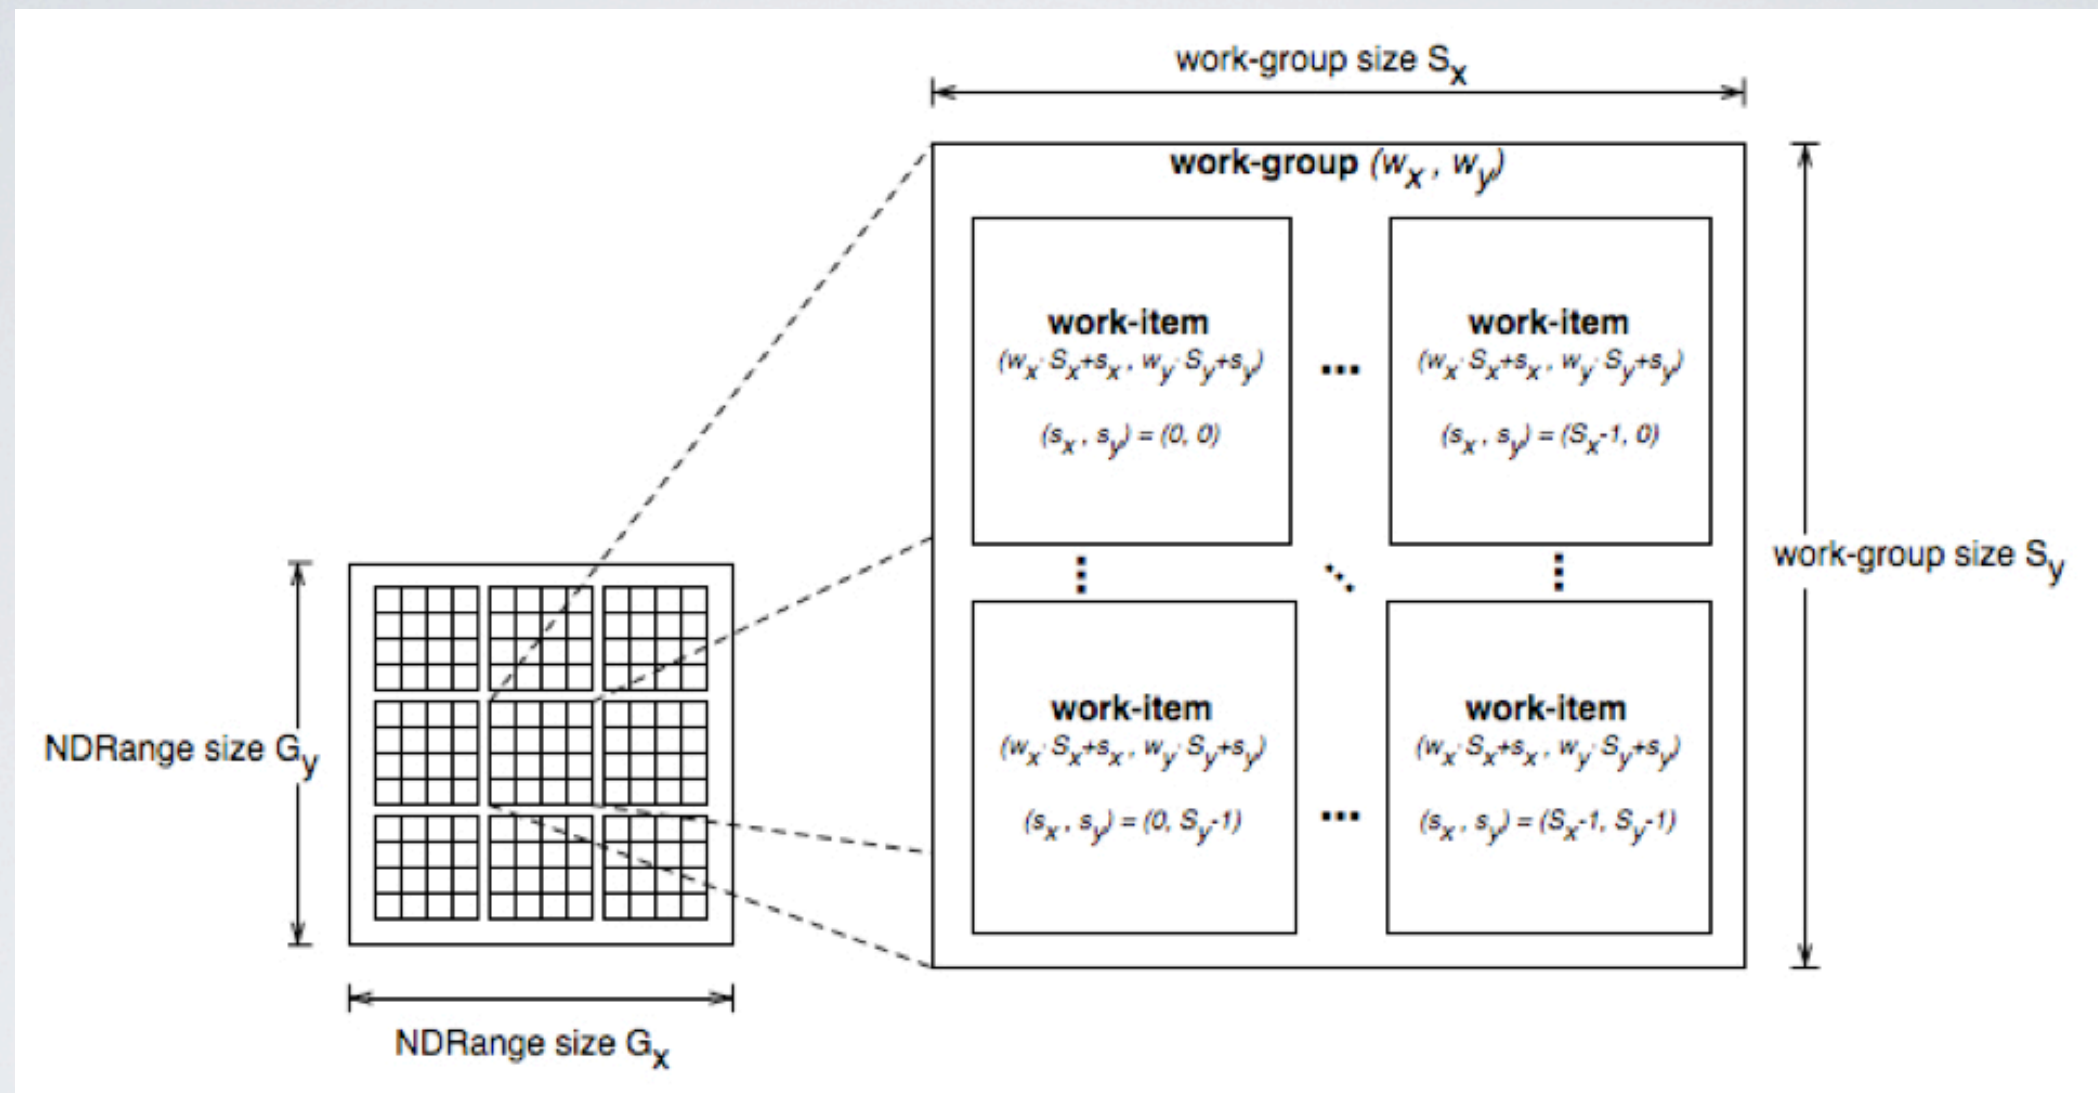 work-group size Sx
work-group (wx, wy)
work-item
(wx· Sx+sx, wy· Sy+sy)
(sx, sy) = (0, 0)
...
work-item
(wx· Sx+sx, wy· Sy+sy)
(sx, sy) = (Sx-1, 0)
work-group size Sy
work-item
(wx· Sx+sx, wy· Sy+sy)
(sx, sy) = (0, Sy-1)
...
work-item
(wx· Sx+sx, wy· Sy+sy)
(sx, sy) = (Sx-1, Sy-1)
NDRange size Gy
NDRange size Gx